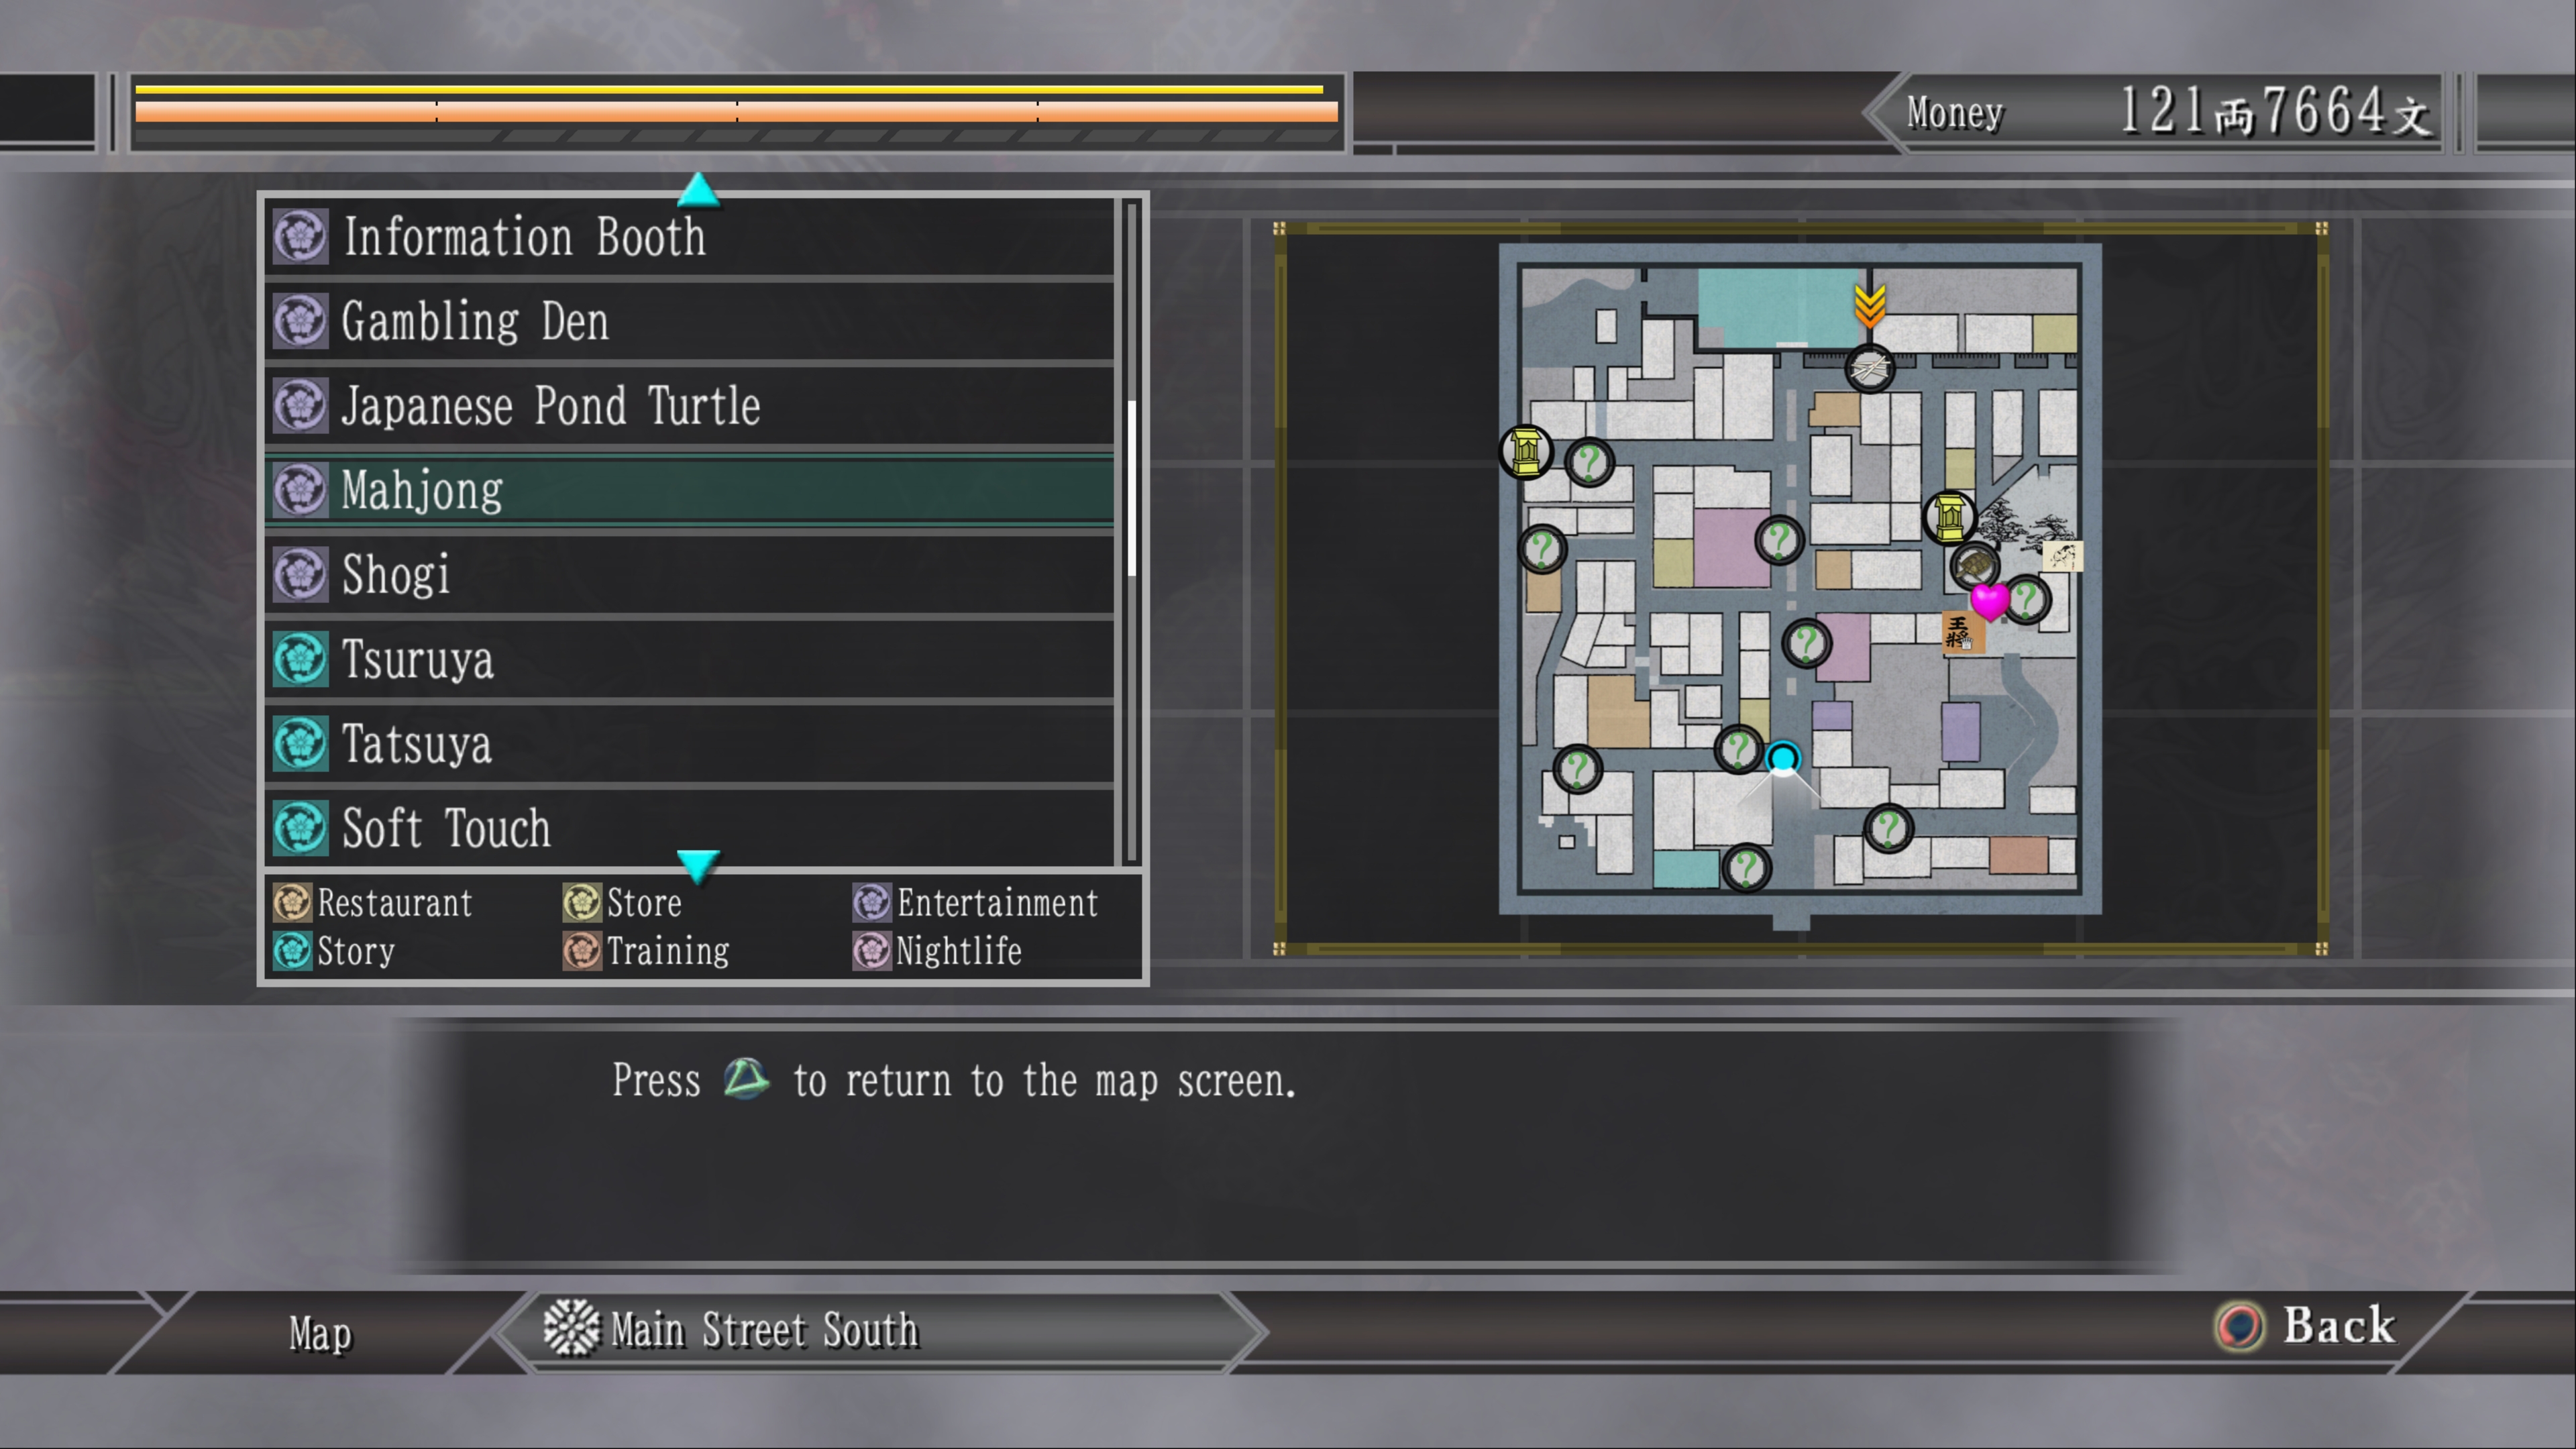 Money 121両7664文
Information Booth
Gambling Den
Japanese Pond Turtle
Mahjong
Shogi
Tsuruya
Tatsuya
Soft Touch
Restaurant Store Entertainment
Story Training Nightlife
?
?
?
?
王
將
?
?
?
?
?
Press to return to the map screen.
Map Main Street South Back